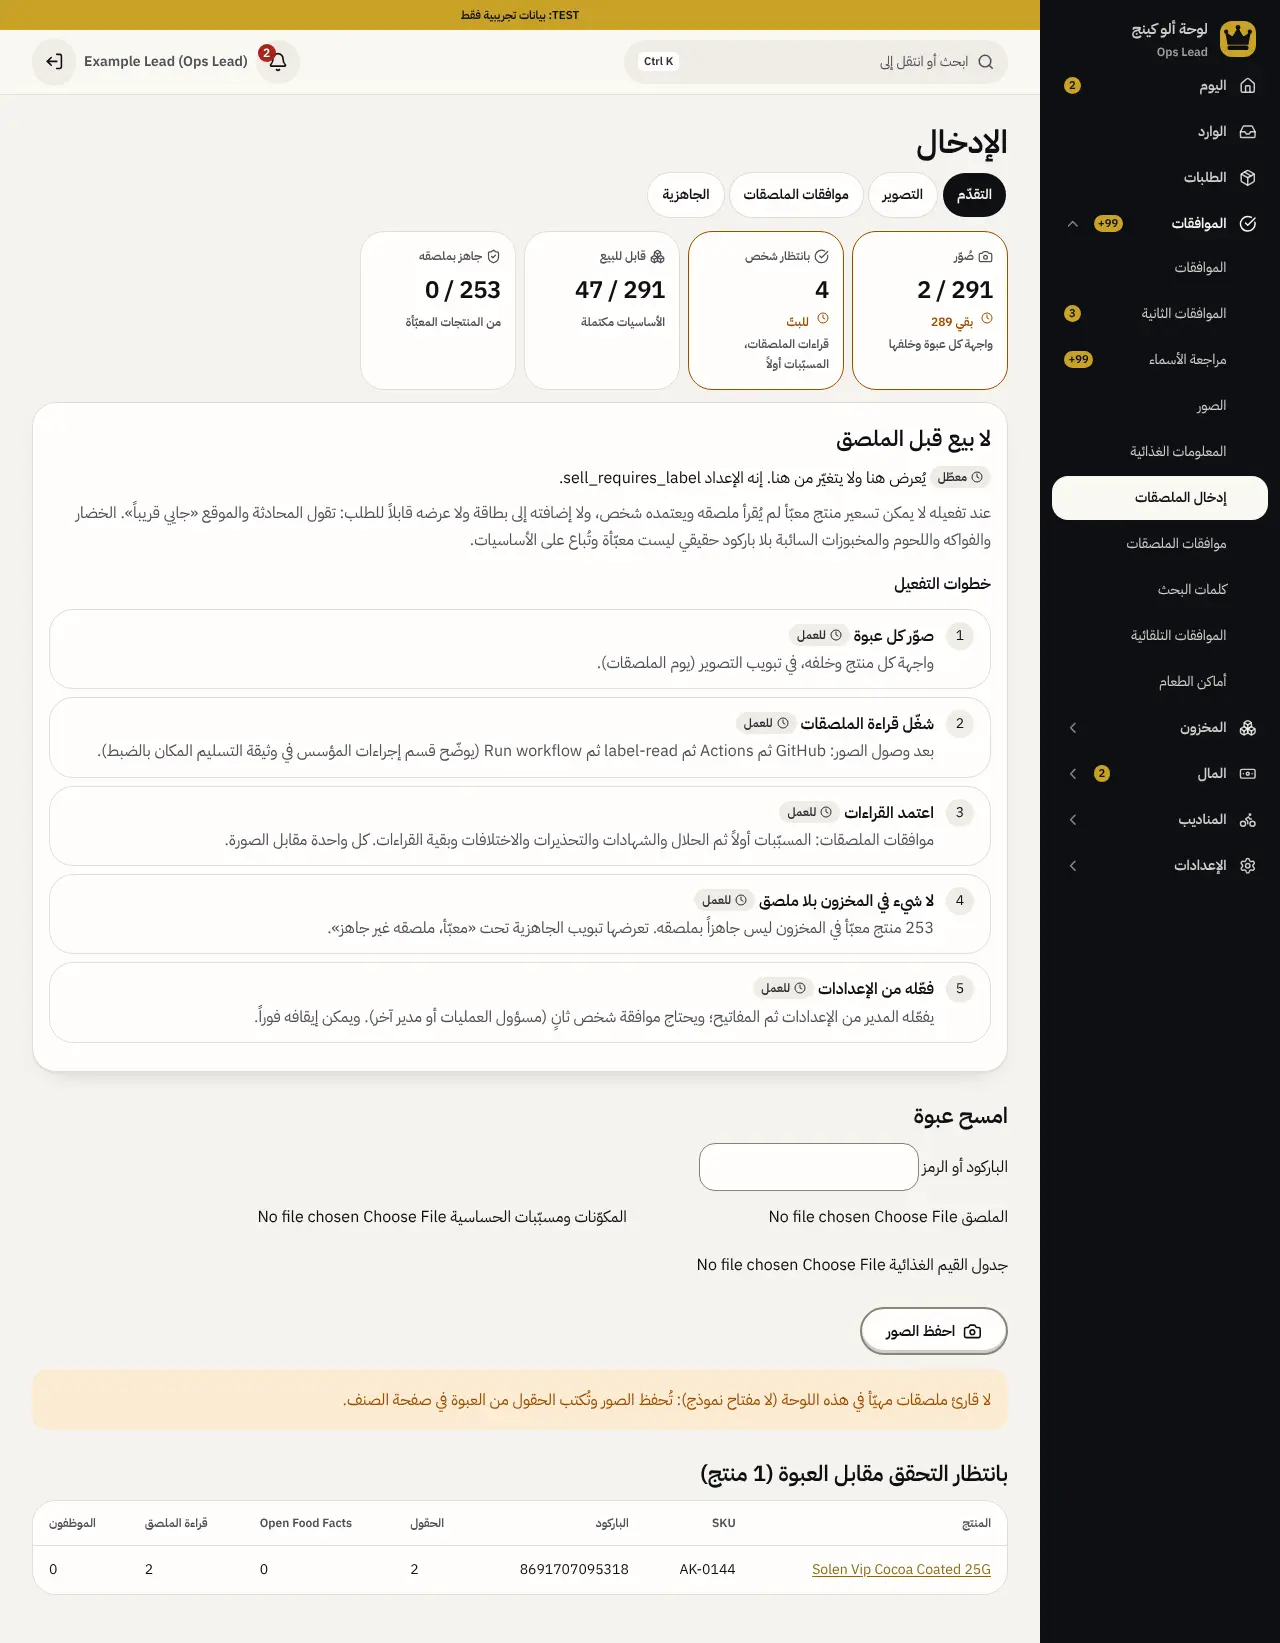 TEST: بيانات تجريبية فقط
لوحة ألو كينج
Ops Lead
ابحث أو انتقل إلى
Ctrl K
2
Example Lead (Ops Lead)
اليوم
2
الوارد
الطلبات
الموافقات
99+
الموافقات
الموافقات الثانية
3
مراجعة الأسماء
99+
الصور
المعلومات الغذائية
إدخال الملصقات
موافقات الملصقات
كلمات البحث
الموافقات التلقائية
أماكن الطعام
المخزون
المال
2
المناديب
الإعدادات
الإدخال
التقدّم
التصوير
موافقات الملصقات
الجاهزية
صُوّر
2 / 291
بقي 289
واجهة كل عبوة وخلفها
بانتظار شخص
4
للبتّ
قراءات الملصقات،
المسبّبات أولاً
قابل للبيع
47 / 291
الأساسيات مكتملة
جاهز بملصقه
0 / 253
من المنتجات المعبّأة
لا بيع قبل الملصق
معطّل
يُعرض هنا ولا يتغيّر من هنا. إنه الإعداد sell_requires_label.
عند تفعيله لا يمكن تسعير منتج معبّأ لم يُقرأ ملصقه ويعتمده شخص، ولا إضافته إلى بطاقة ولا عرضه قابلاً للطلب: تقول المحادثة والموقع «جايي قريباً». الخضار
والفواكه واللحوم والمخبوزات السائبة بلا باركود حقيقي ليست معبّأة وتُباع على الأساسيات.
خطوات التفعيل
1
صوّر كل عبوة
للعمل
واجهة كل منتج وخلفه، في تبويب التصوير (يوم الملصقات).
2
شغّل قراءة الملصقات
للعمل
بعد وصول الصور: GitHub ثم Actions ثم label-read ثم Run workflow (يوضّح قسم إجراءات المؤسس في وثيقة التسليم المكان بالضبط).
3
اعتمد القراءات
للعمل
موافقات الملصقات: المسبّبات أولاً ثم الحلال والشهادات والتحذيرات والاختلافات وبقية القراءات. كل واحدة مقابل الصورة.
4
لا شيء في المخزون بلا ملصق
للعمل
253 منتج معبّأ في المخزون ليس جاهزاً بملصقه. تعرضها تبويب الجاهزية تحت «معبّأ، ملصقه غير جاهز».
5
فعّله من الإعدادات
للعمل
يفعّله المدير من الإعدادات ثم المفاتيح؛ ويحتاج موافقة شخص ثانٍ (مسؤول العمليات أو مدير آخر). ويمكن إيقافه فوراً.
امسح عبوة
الباركود أو الرمز
الملصق Choose File No file chosen
المكوّنات ومسبّبات الحساسية Choose File No file chosen
جدول القيم الغذائية Choose File No file chosen
احفظ الصور
لا قارئ ملصقات مهيّأ في هذه اللوحة (لا مفتاح نموذج): تُحفظ الصور وتُكتب الحقول من العبوة في صفحة الصنف.
بانتظار التحقق مقابل العبوة (1 منتج)
المنتج SKU الباركود الحقول Open Food Facts قراءة الملصق الموظفون
Solen Vip Cocoa Coated 25G AK-0144 8691707095318 2 0 2 0